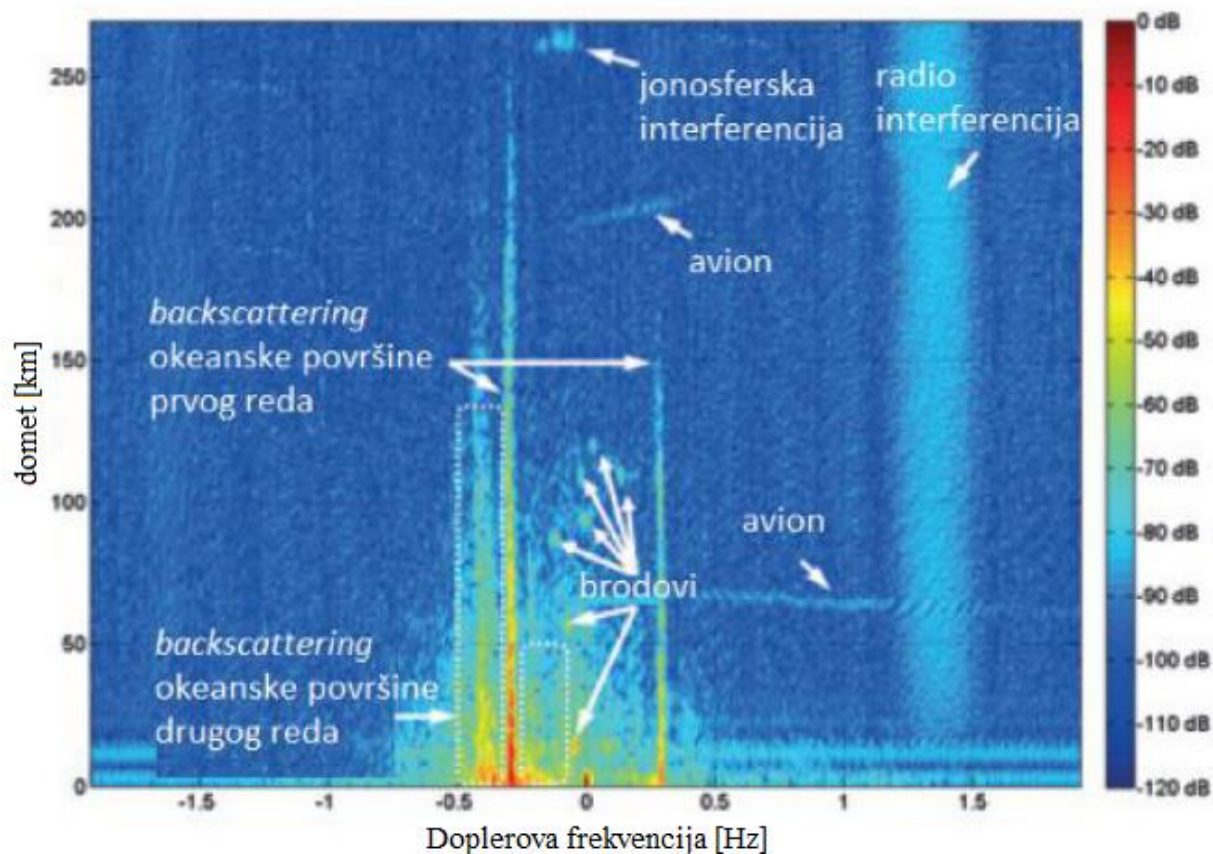 0 dB
-10 dB
-20 dB
-30 dB
-40 dB
-50 dB
-60 dB
-70 dB
-80 dB
-90 dB
-100 dB
-110 dB
-120 dB
250
200
150
100
50
0
domet [km]
jonosferska
interferencija
radio
interferencija
avion
backscattering
okeanske površine
prvog reda
avion
brodovi
backscattering
okeanske površine
drugog reda
-1.5
-1
-0.5
0
0.5
1
1.5
Doplerova frekvencija [Hz]